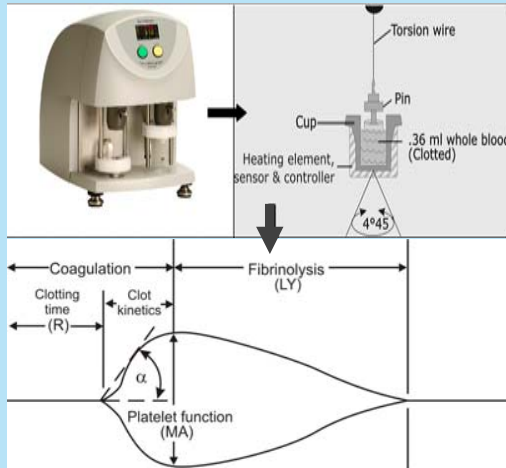 Torsion wire
Pin
Cup
.36 ml whole blood
(Clotted)
Heating element,
sensor & controller
4°45
Coagulation
Fibrinolysis
(LY)
Clotting
time
(R)
Clot
kinetics
α
Platelet function
(MA)